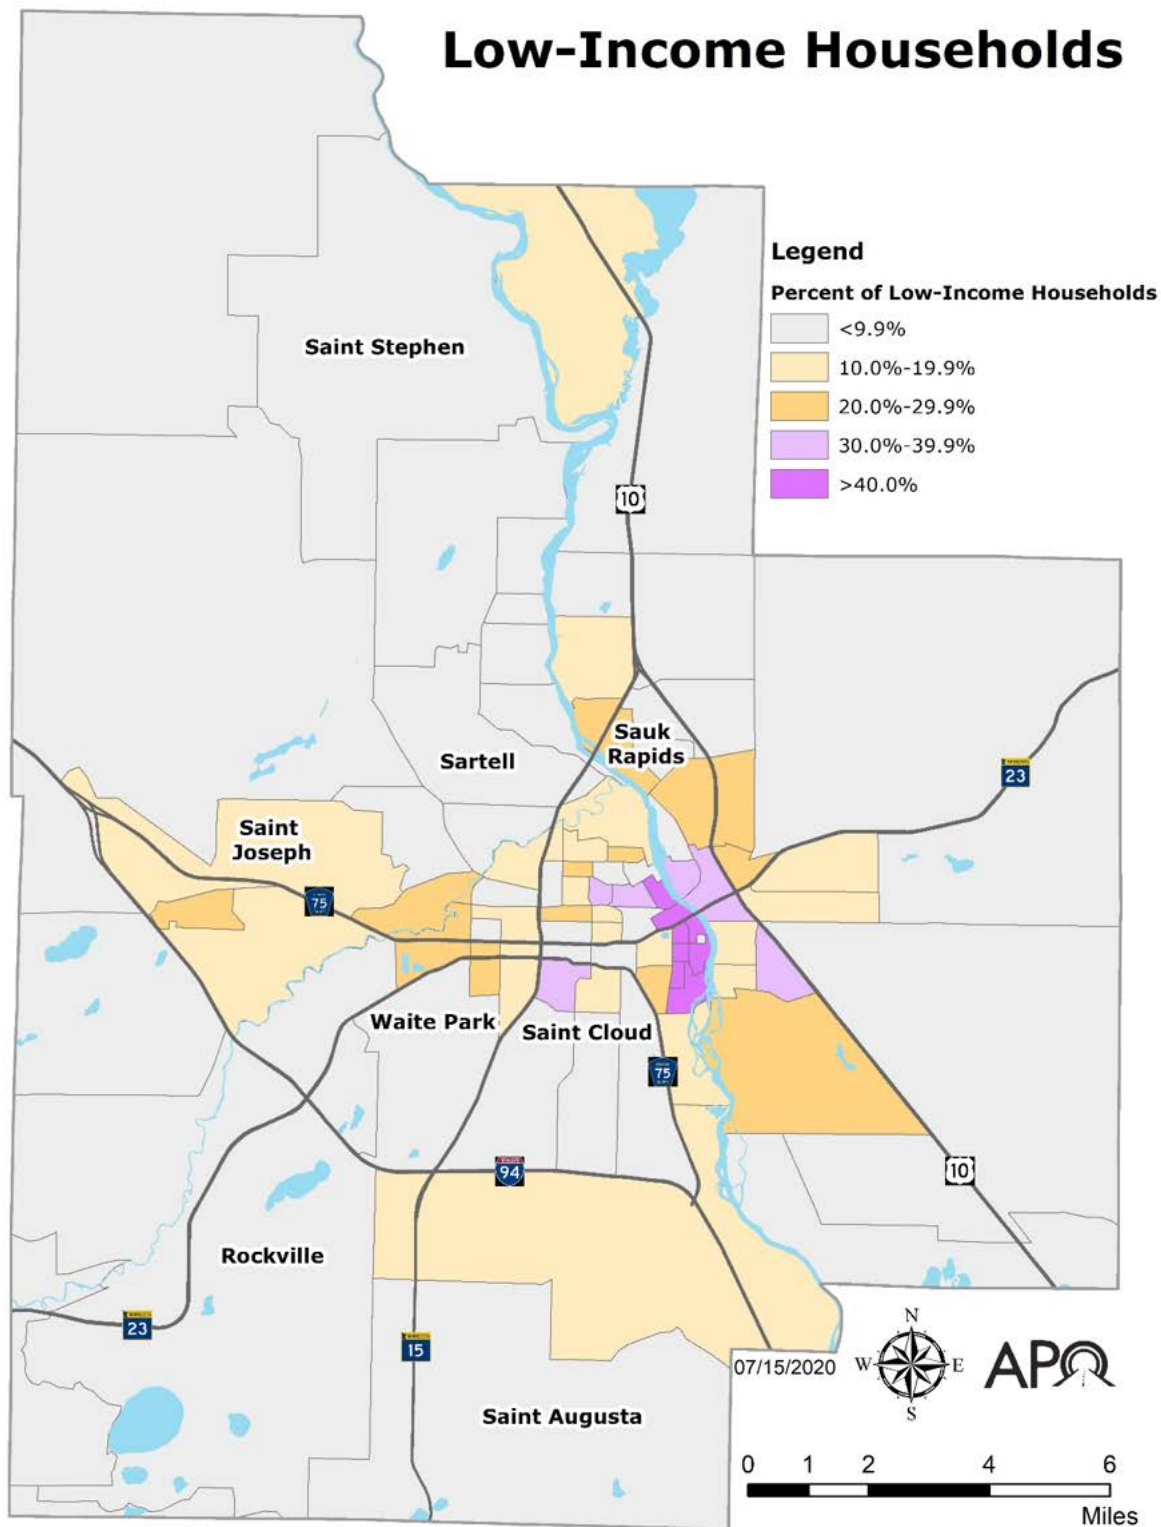 Low-Income Households
Legend
Percent of Low-Income Households
<9.9%
10.0%-19.9%
20.0%-29.9%
30.0%-39.9%
>40.0%
Saint Stephen
10
Sauk
Rapids
Sartell
23
Saint
Joseph
75
Waite Park
Saint Cloud
75
94
10
Rockville
23
15
Saint Augusta
07/15/2020
N
W
E
S
APO
0 1 2 4 6
Miles